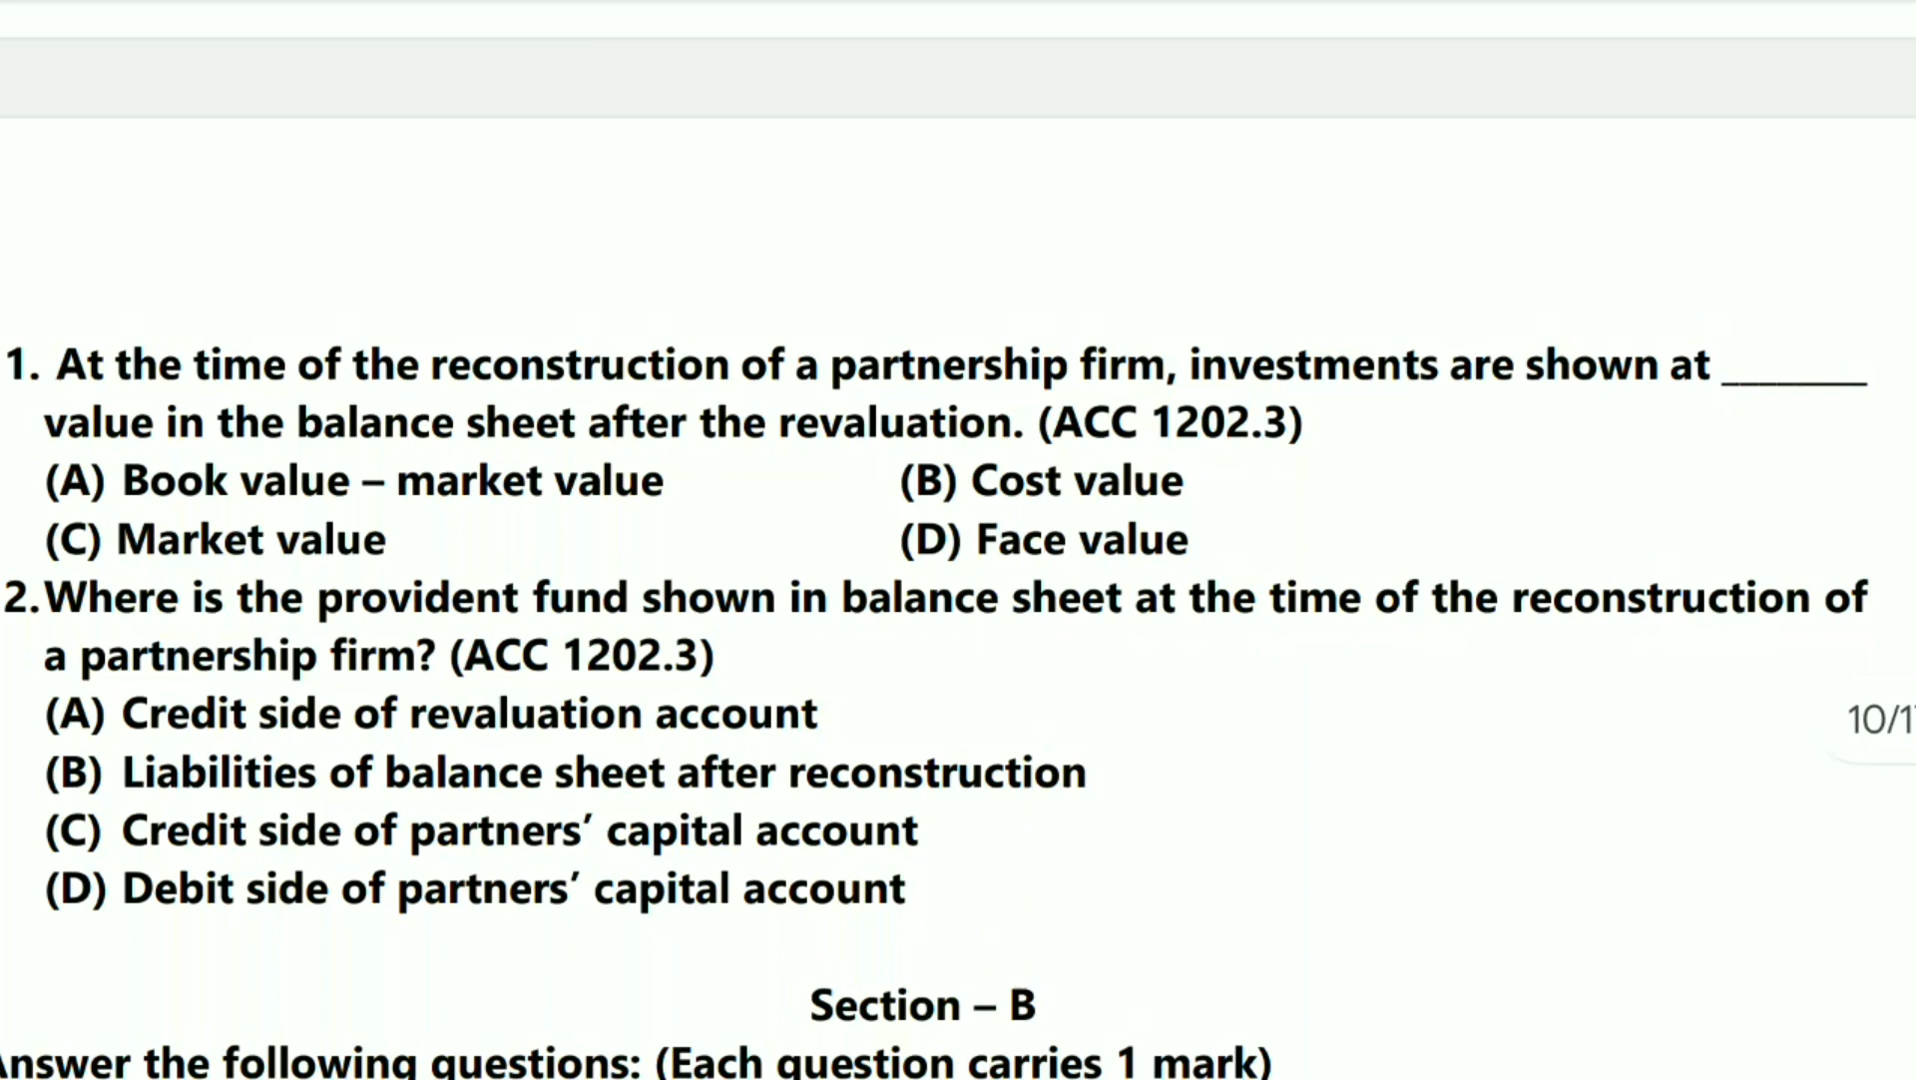 1. At the time of the reconstruction of a partnership firm, investments are shown at _______
value in the balance sheet after the revaluation. (ACC 1202.3)
(A) Book value – market value (B) Cost value
(C) Market value (D) Face value
2.Where is the provident fund shown in balance sheet at the time of the reconstruction of
a partnership firm? (ACC 1202.3)
(A) Credit side of revaluation account
10/1
(B) Liabilities of balance sheet after reconstruction
(C) Credit side of partners’ capital account
(D) Debit side of partners’ capital account
Section – B
Answer the following questions: (Each question carries 1 mark)